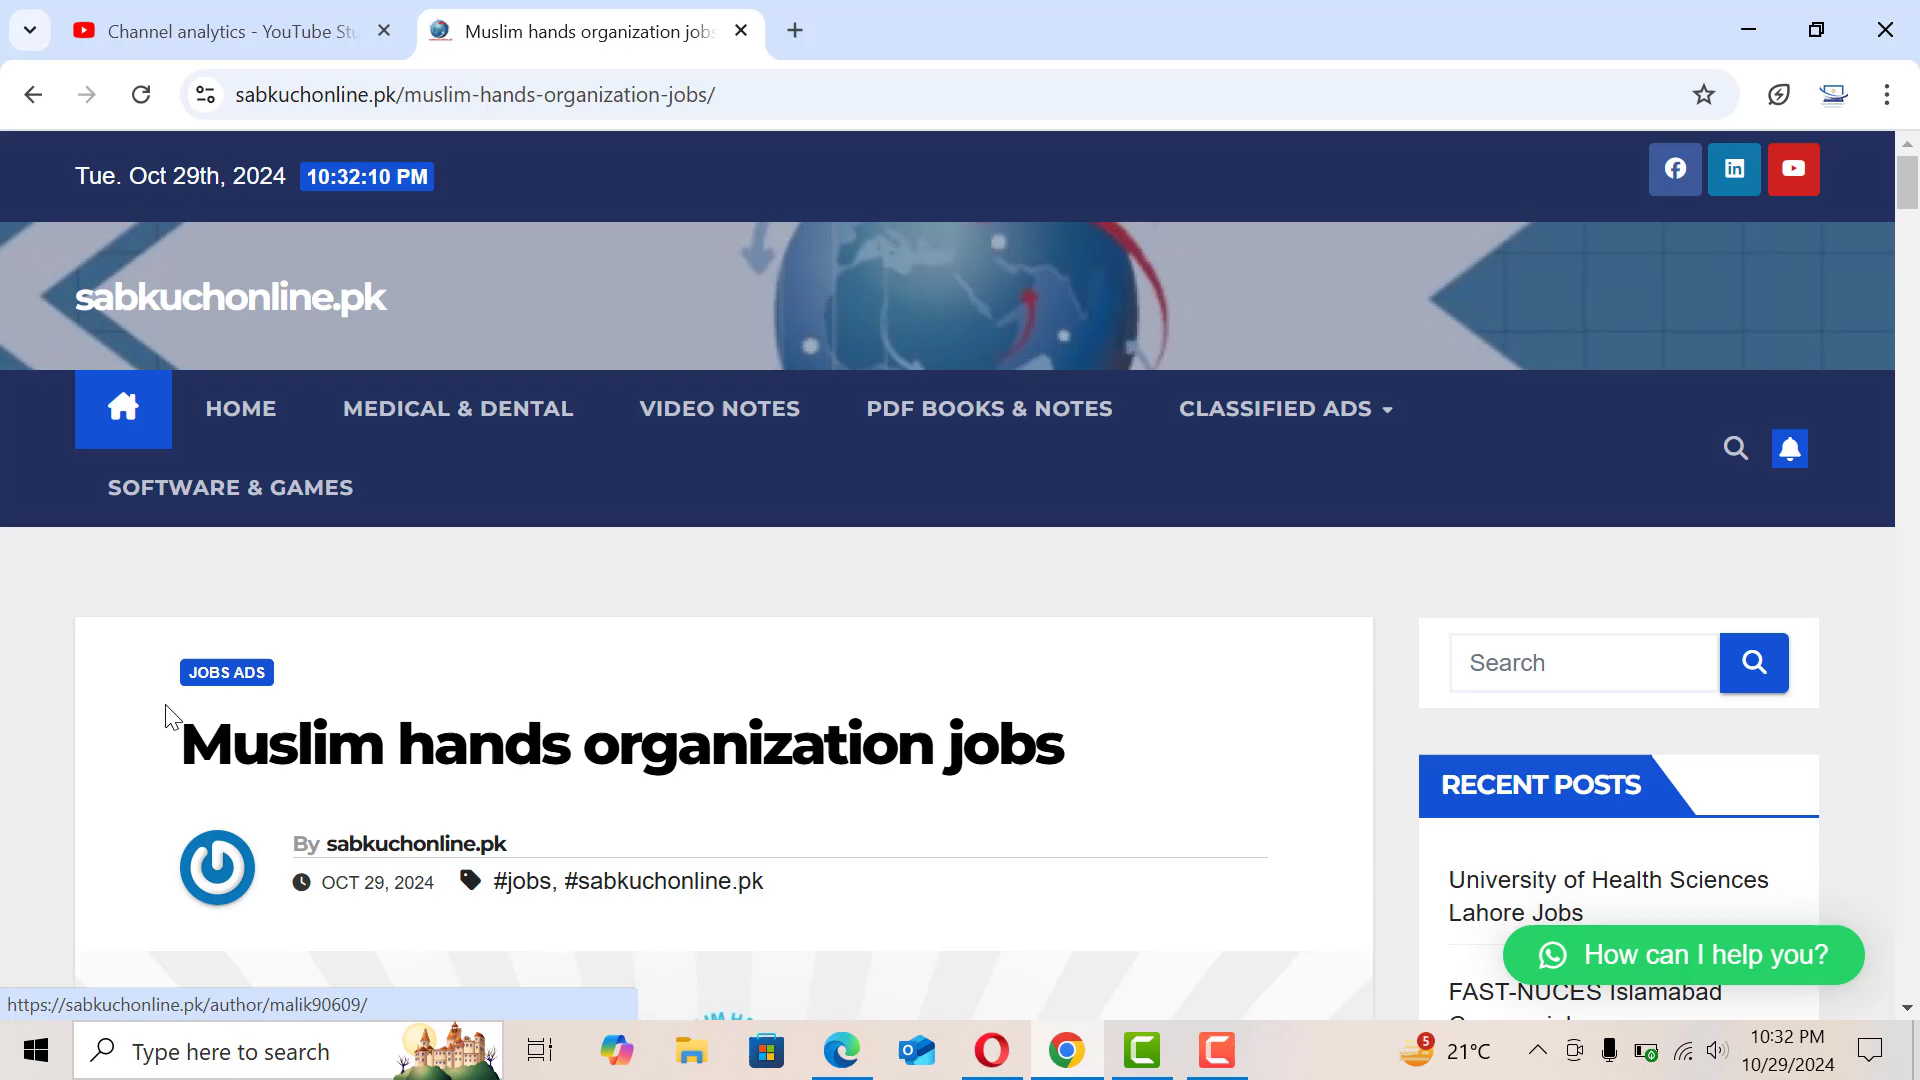 Channel analytics - YouTube Stu
Muslim hands organization jobs
sabkuchonline.pk/muslim-hands-organization-jobs/
Tue. Oct 29th, 2024 10:32:10 PM
sabkuchonline.pk
HOME MEDICAL & DENTAL VIDEO NOTES PDF BOOKS & NOTES CLASSIFIED ADS
SOFTWARE & GAMES
JOBS ADS
Muslim hands organization jobs
By sabkuchonline.pk
OCT 29, 2024 #jobs, #sabkuchonline.pk
Search
RECENT POSTS
University of Health Sciences
Lahore Jobs
How can I help you?
FAST-NUCES Islamabad
https://sabkuchonline.pk/author/malik90609/
Type here to search
5
21°C
10:32 PM
10/29/2024